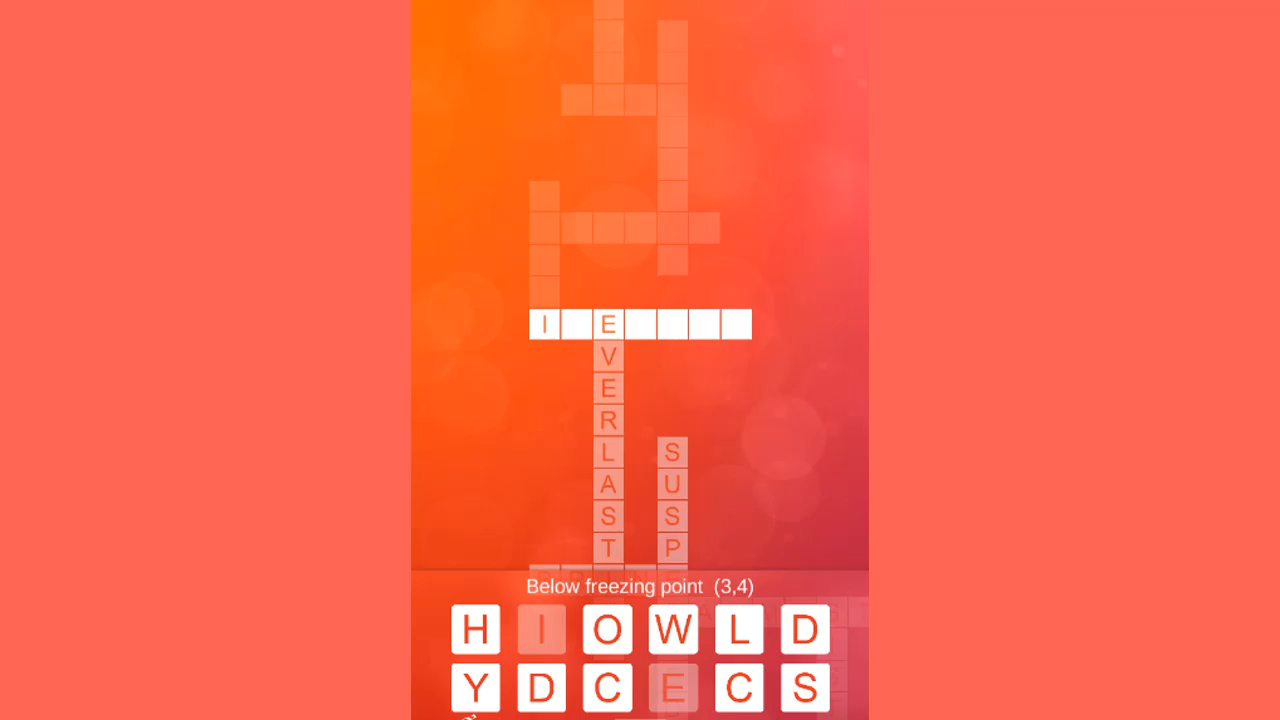 I E
V
E
R
L S
A U
S S
T P
Below freezing point (3,4)
H I O W L D
Y D C E C S